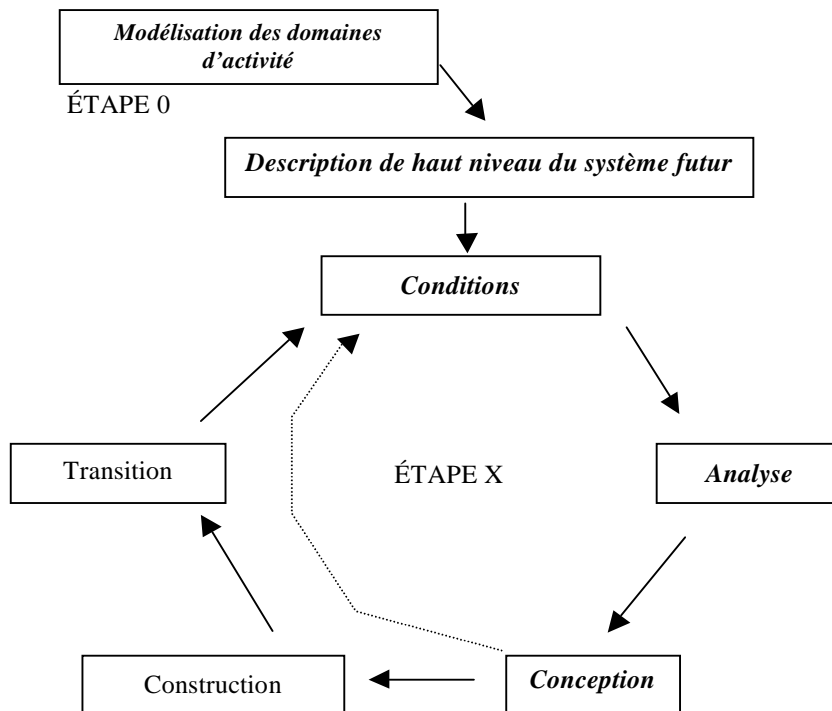 Modélisation des domaines
d’activité
ÉTAPE 0
Description de haut niveau du système futur
Conditions
Transition
ÉTAPE X
Analyse
Construction
Conception